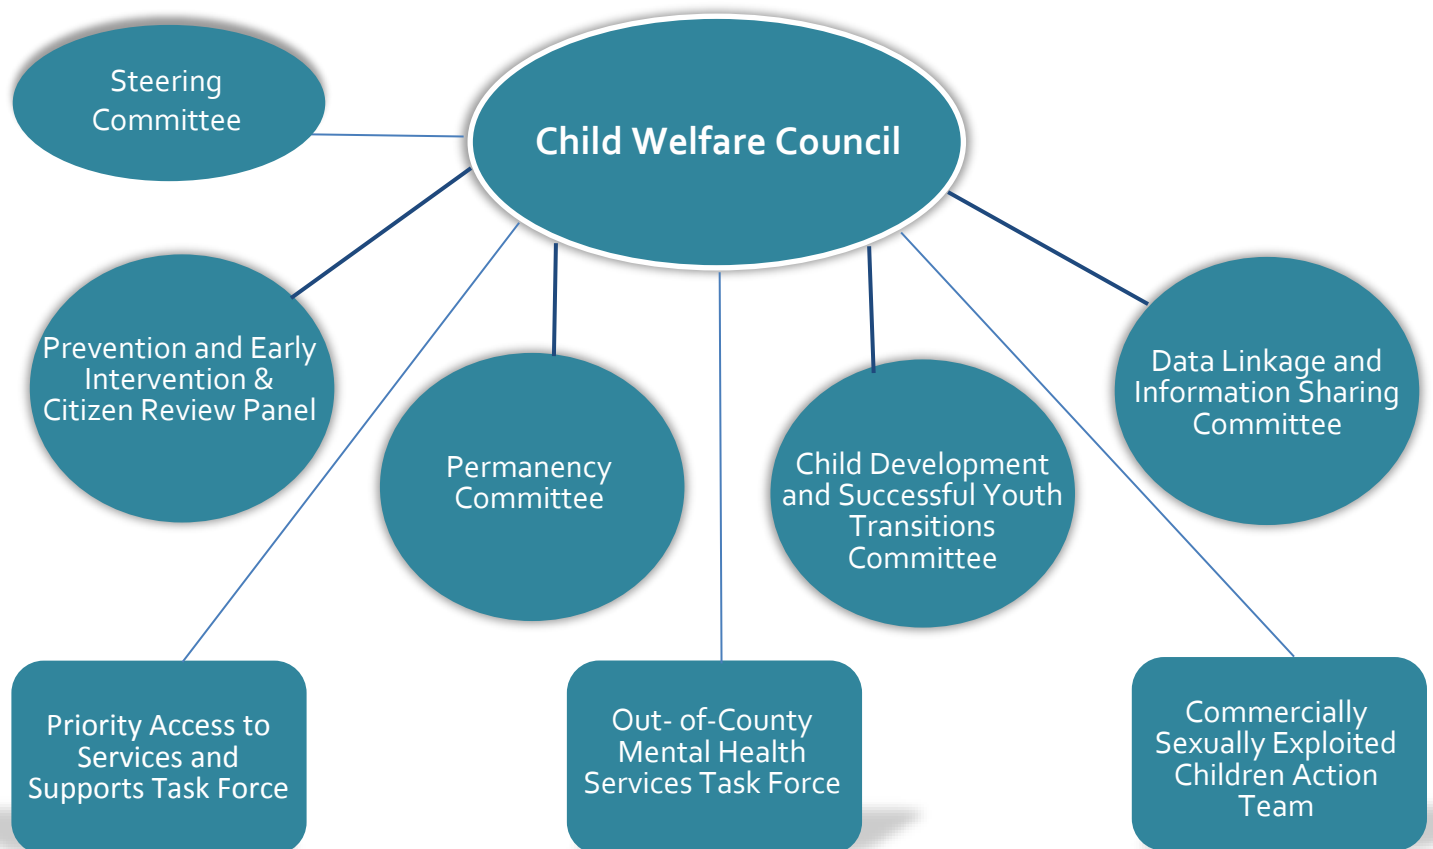 Steering
Committee
Child Welfare Council
Prevention and Early
Intervention &
Citizen Review Panel
Permanency
Committee
Child Development
and Successful Youth
Transitions
Committee
Data Linkage and
Information Sharing
Committee
Priority Access to
Services and
Supports Task Force
Out- of-County
Mental Health
Services Task Force
Commercially
Sexually Exploited
Children Action
Team